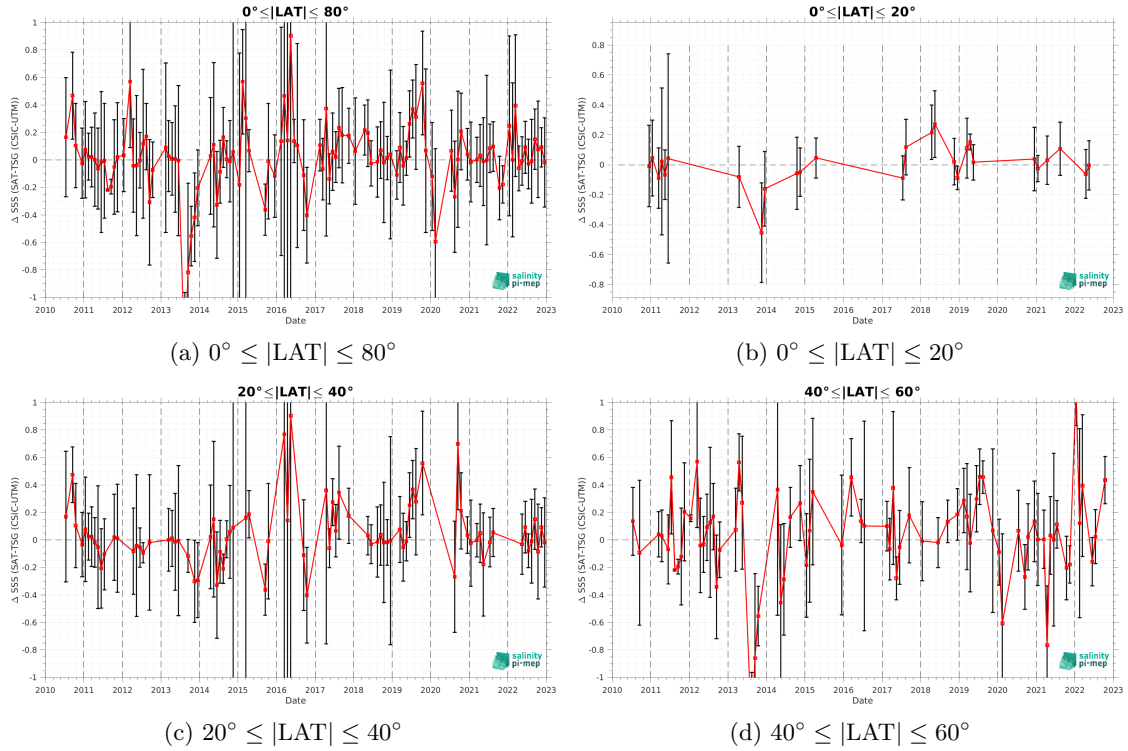 0°≤|LAT|≤ 80°
Δ SSS (SAT-TSG (CSIC-UTM))
1
0.8
0.6
0.4
0.2
0
-0.2
-0.4
-0.6
-0.8
-1
2010 2011 2012 2013 2014 2015 2016 2017 2018 2019 2020 2021 2022 2023
Date
salinity
pi-mep
(a) 0° ≤ |LAT| ≤ 80°
0°≤|LAT|≤ 20°
Δ SSS (SAT-TSG (CSIC-UTM))
0.8
0.6
0.4
0.2
0
-0.2
-0.4
-0.6
-0.8
2010 2011 2012 2013 2014 2015 2016 2017 2018 2019 2020 2021 2022 2023
Date
salinity
pi-mep
(b) 0° ≤ |LAT| ≤ 20°
20°≤|LAT|≤ 40°
Δ SSS (SAT-TSG (CSIC-UTM))
1
0.8
0.6
0.4
0.2
0
-0.2
-0.4
-0.6
-0.8
-1
2010 2011 2012 2013 2014 2015 2016 2017 2018 2019 2020 2021 2022 2023
Date
salinity
pi-mep
(c) 20° ≤ |LAT| ≤ 40°
40°≤|LAT|≤ 60°
Δ SSS (SAT-TSG (CSIC-UTM))
1
0.8
0.6
0.4
0.2
0
-0.2
-0.4
-0.6
-0.8
-1
2010 2011 2012 2013 2014 2015 2016 2017 2018 2019 2020 2021 2022 2023
Date
salinity
pi-mep
(d) 40° ≤ |LAT| ≤ 60°